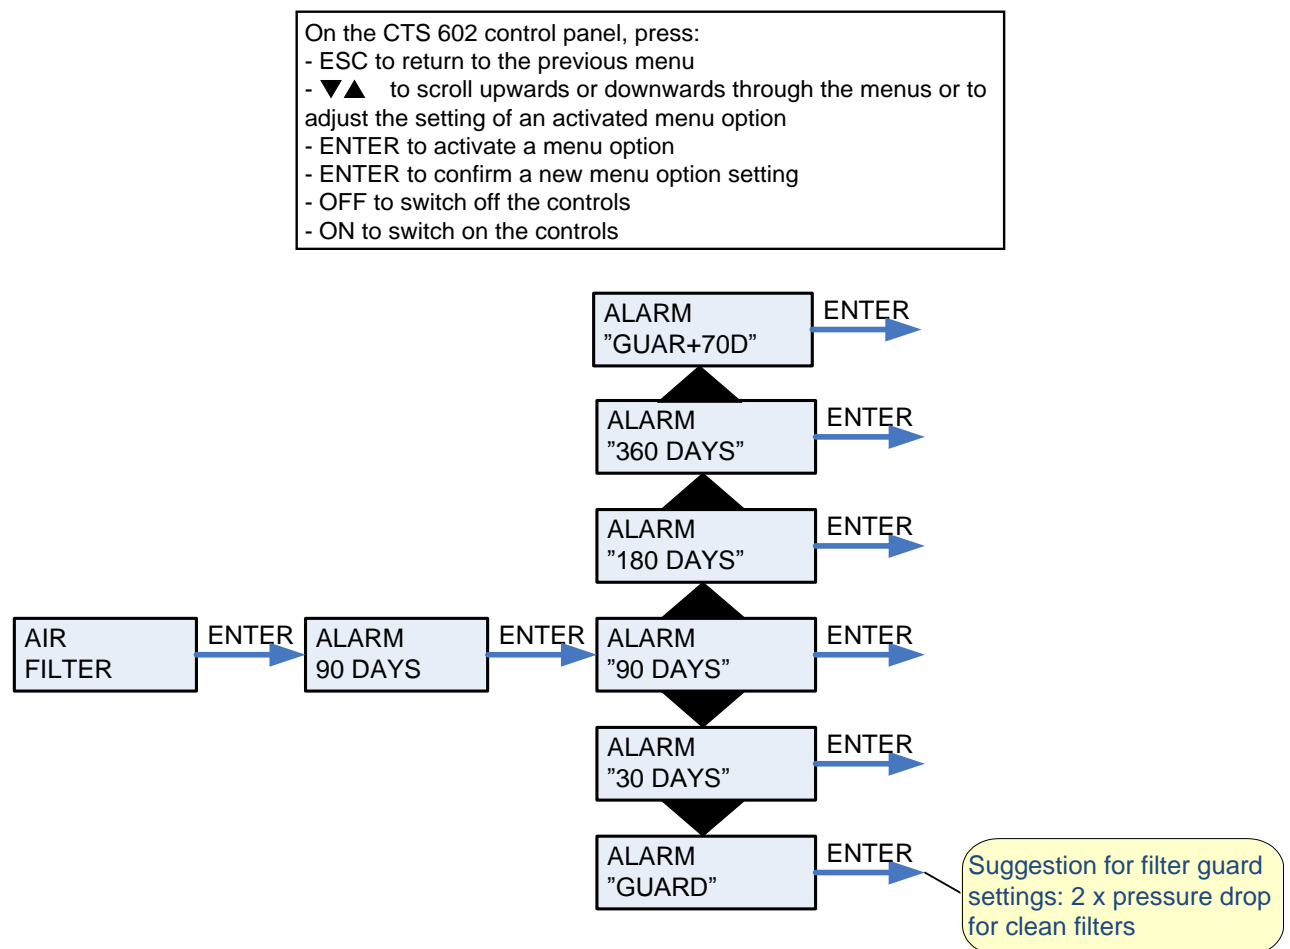 On the CTS 602 control panel, press:
- ESC to return to the previous menu
- ▼▲ to scroll upwards or downwards through the menus or to
adjust the setting of an activated menu option
- ENTER to activate a menu option
- ENTER to confirm a new menu option setting
- OFF to switch off the controls
- ON to switch on the controls
ALARM
”GUAR+70D”
ENTER
ALARM
”360 DAYS”
ENTER
ALARM
”180 DAYS”
ENTER
AIR
FILTER
ENTER
ALARM
90 DAYS
ENTER
ALARM
”90 DAYS”
ENTER
ALARM
”30 DAYS”
ENTER
ALARM
”GUARD”
ENTER
Suggestion for filter guard
settings: 2 x pressure drop
for clean filters